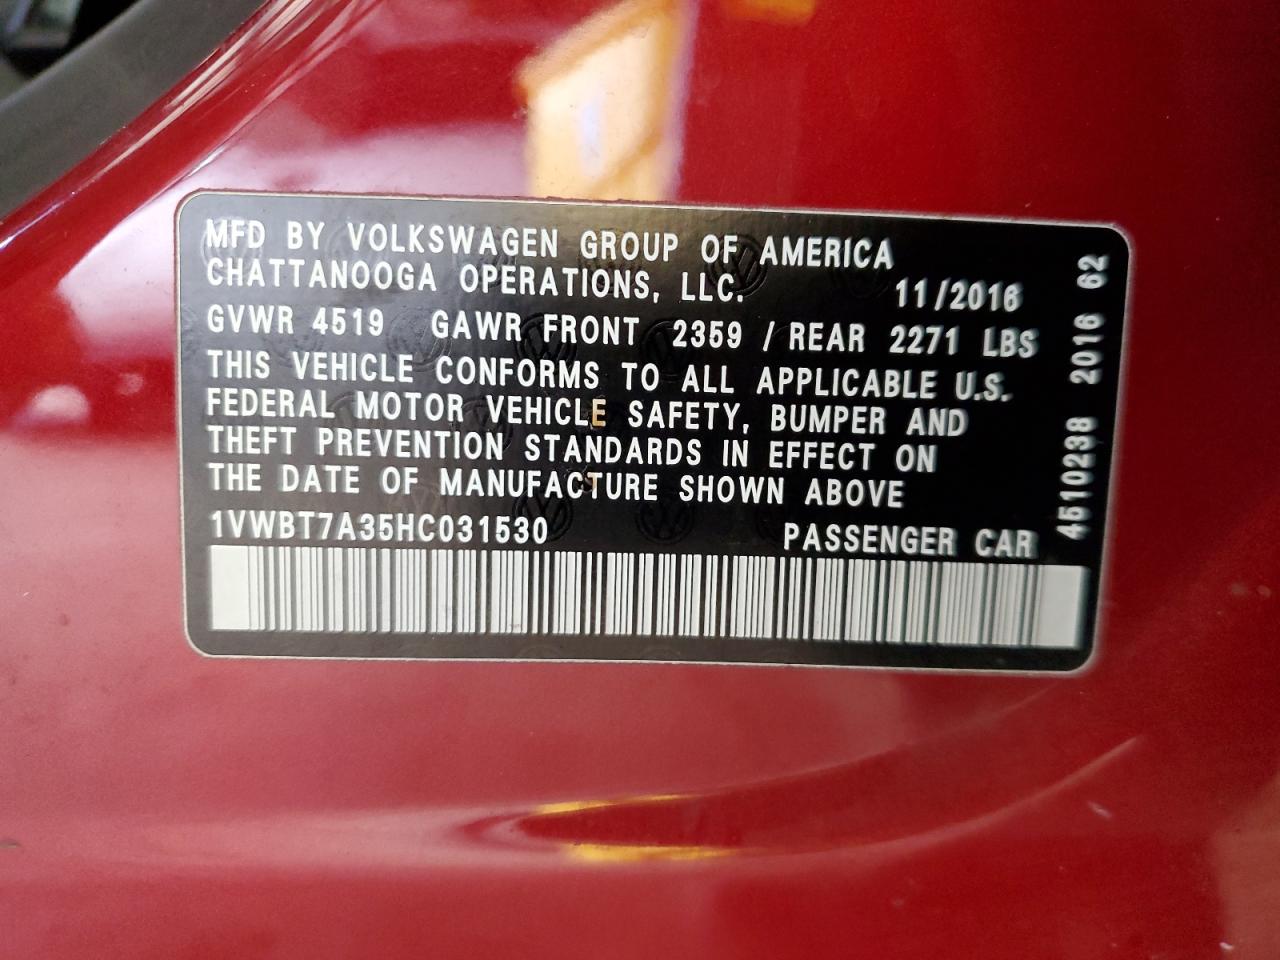 MFD BY VOLKSWAGEN GROUP OF AMERICA
CHATTANOOGA OPERATIONS, LLC. 11/2016
GVWR 4519 GAWR FRONT 2359 / REAR 2271 LBS
THIS VEHICLE CONFORMS TO ALL APPLICABLE U.S.
FEDERAL MOTOR VEHICLE SAFETY, BUMPER AND
THEFT PREVENTION STANDARDS IN EFFECT ON
THE DATE OF MANUFACTURE SHOWN ABOVE
1VWBT7A35HC031530 PASSENGER CAR
4510238 2016 62